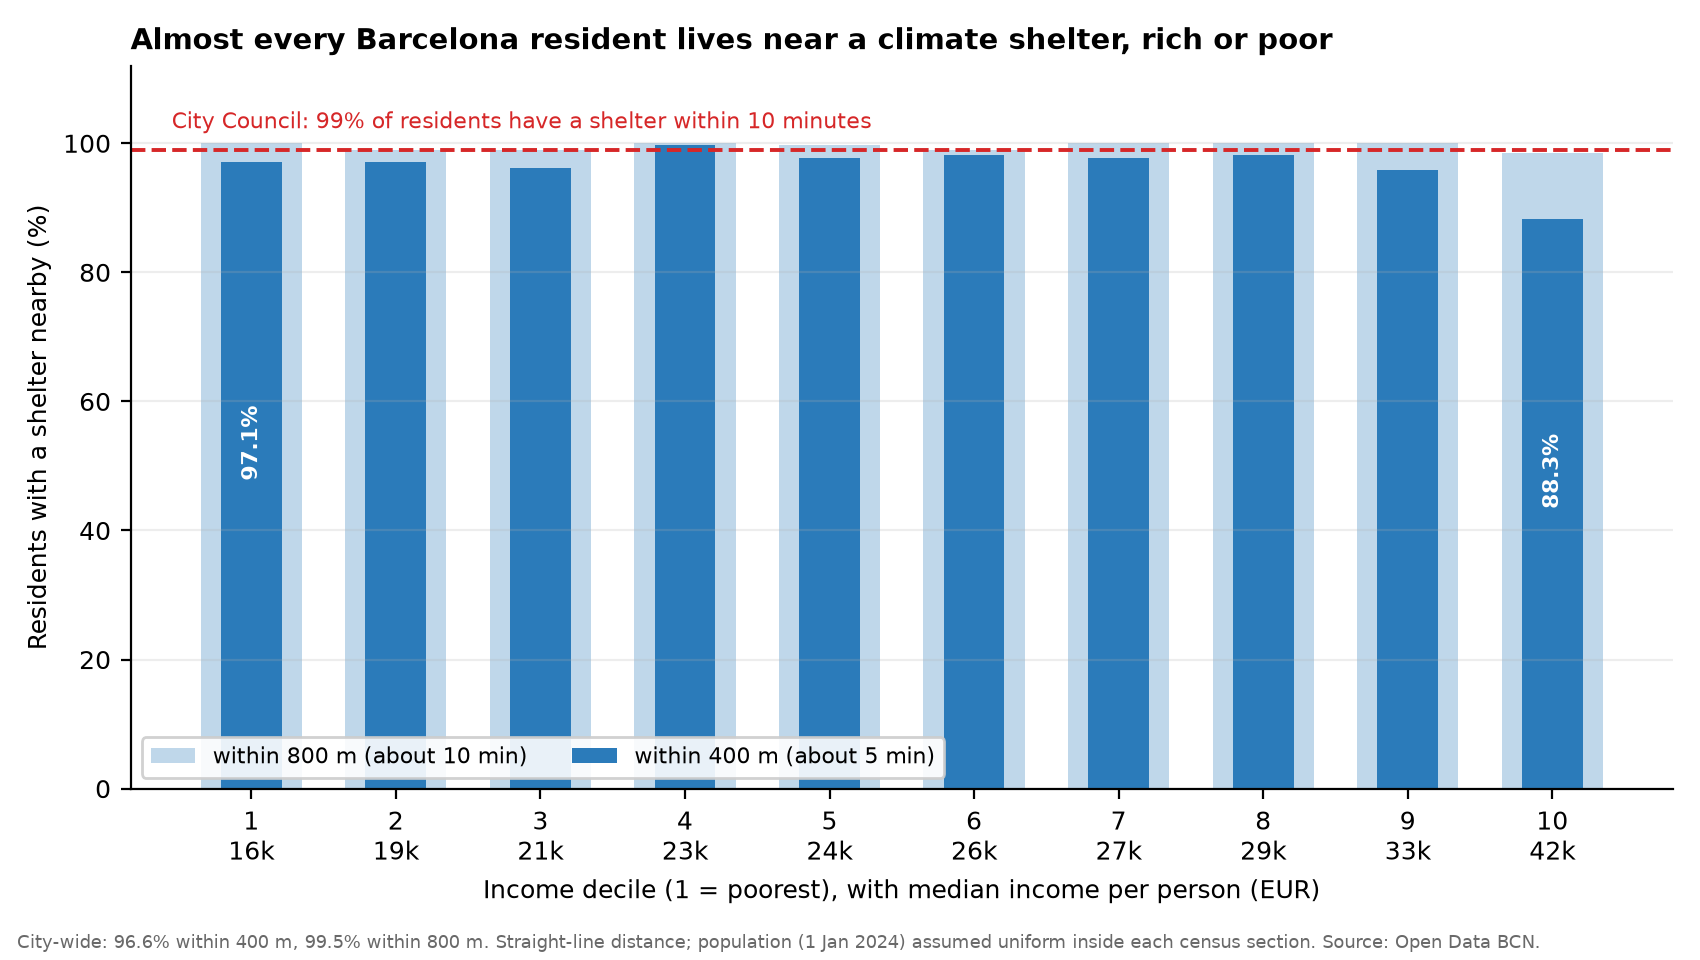 Almost every Barcelona resident lives near a climate shelter, rich or poor
City Council: 99% of residents have a shelter within 10 minutes
Residents with a shelter nearby (%)
100
80
60
40
20
0
97.1%
88.3%
within 800 m (about 10 min) within 400 m (about 5 min)
1 2 3 4 5 6 7 8 9 10
16k 19k 21k 23k 24k 26k 27k 29k 33k 42k
Income decile (1 = poorest), with median income per person (EUR)
City-wide: 96.6% within 400 m, 99.5% within 800 m. Straight-line distance; population (1 Jan 2024) assumed uniform inside each census section. Source: Open Data BCN.